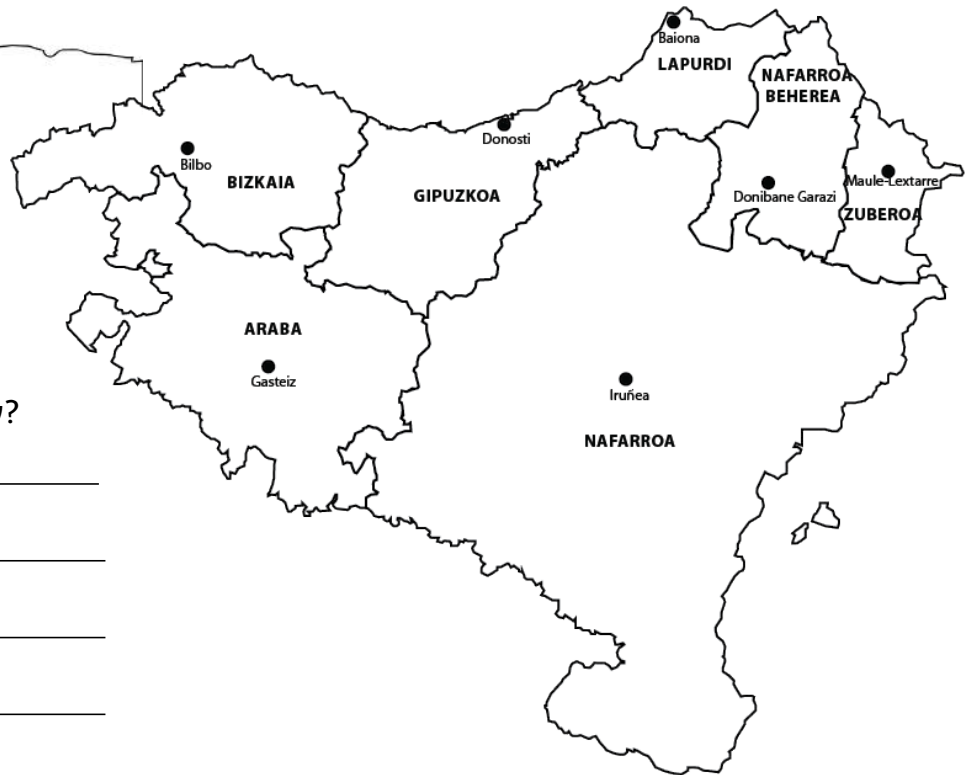 Baiona
LAPURDI
NAFARROA
BEHEREA
Donosti
Bilbo
BIZKAIA
GIPUZKOA
Maule-Lextarre
Donibane Garazi
ZUBEROA
ARABA
Gasteiz
Iruñea
?
NAFARROA